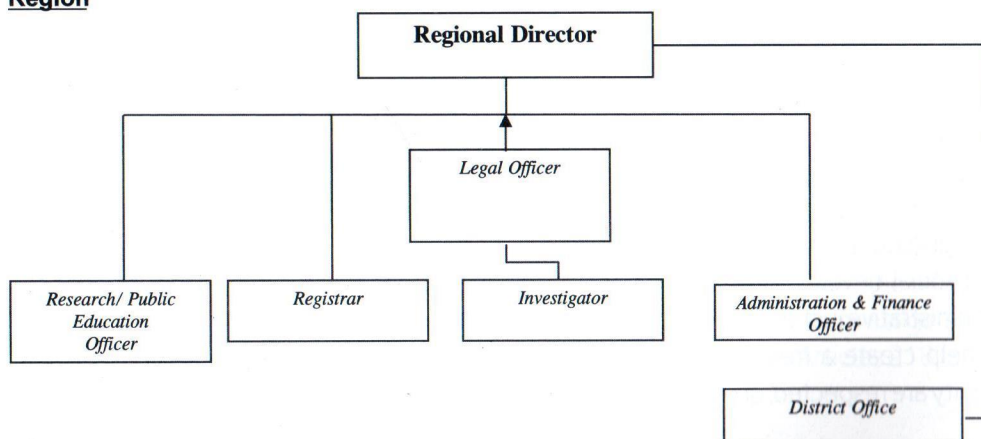 Region
Regional Director
Legal Officer
Research/ Public
Education
Officer
Registrar
Investigator
Administration & Finance
Officer
District Office